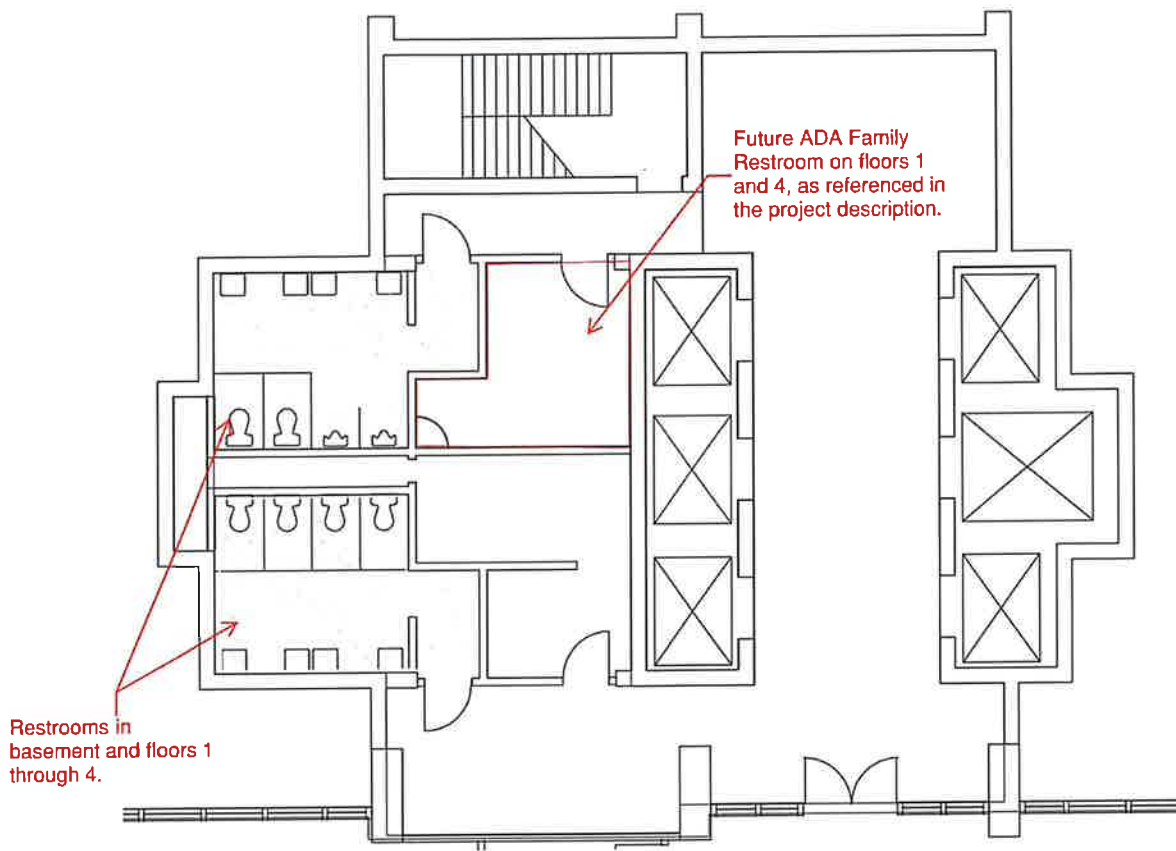 Future ADA Family
Restroom on floors 1
and 4, as referenced in
the project description.
Restrooms in
basement and floors 1
through 4.